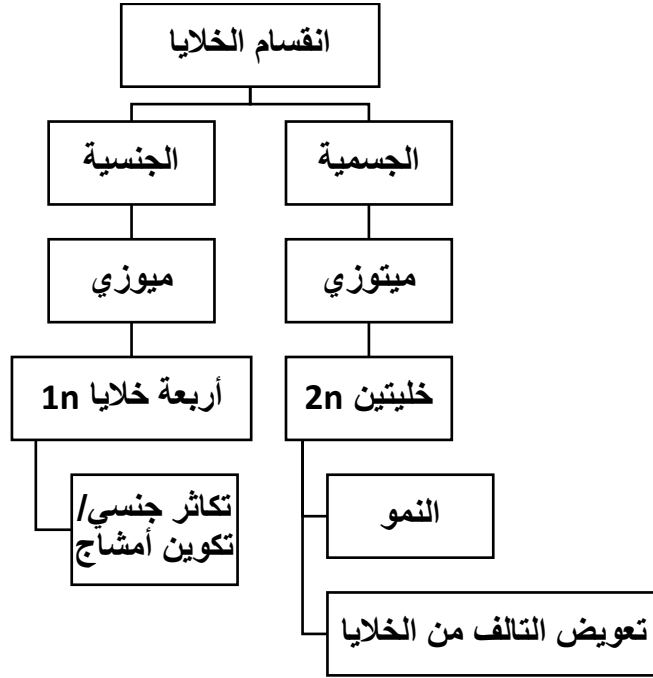 انقسام الخلايا
الجسمية
الجنسية
ميتوزي
ميوزي
خليتين 2n
أربعة خلايا 1n
النمو
تكاثر جنسي/
تكوين أمشاج
تعويض التالف من الخلايا